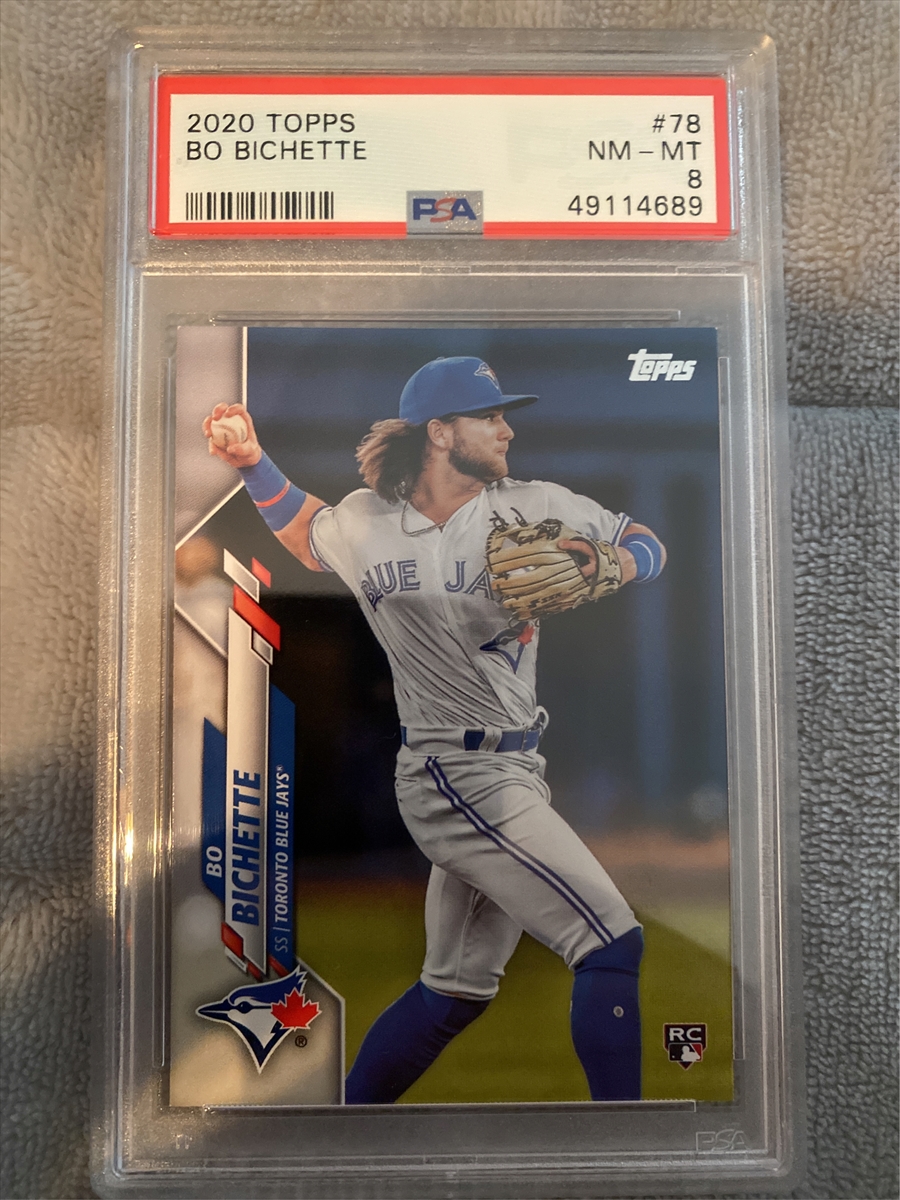 2020 TOPPS #78
BO BICHETTE NM-MT
8
PSA 49114689
Topps
BLUE JA
BO
BICHETTE
SS | TORONTO BLUE JAYS®
®
RC
PSA